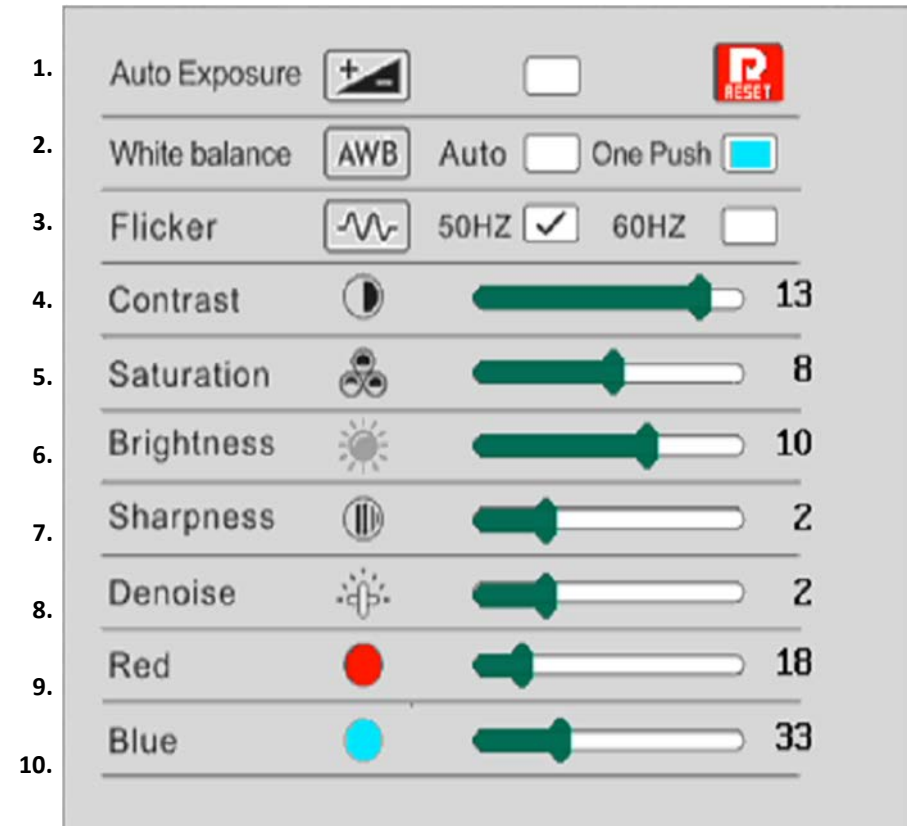 1. Auto Exposure + - RESET
2. White balance AWB Auto One Push
3. Flicker 50HZ 60HZ
4. Contrast 13
5. Saturation 8
6. Brightness 10
7. Sharpness 2
8. Denoise 2
9. Red 18
10. Blue 33